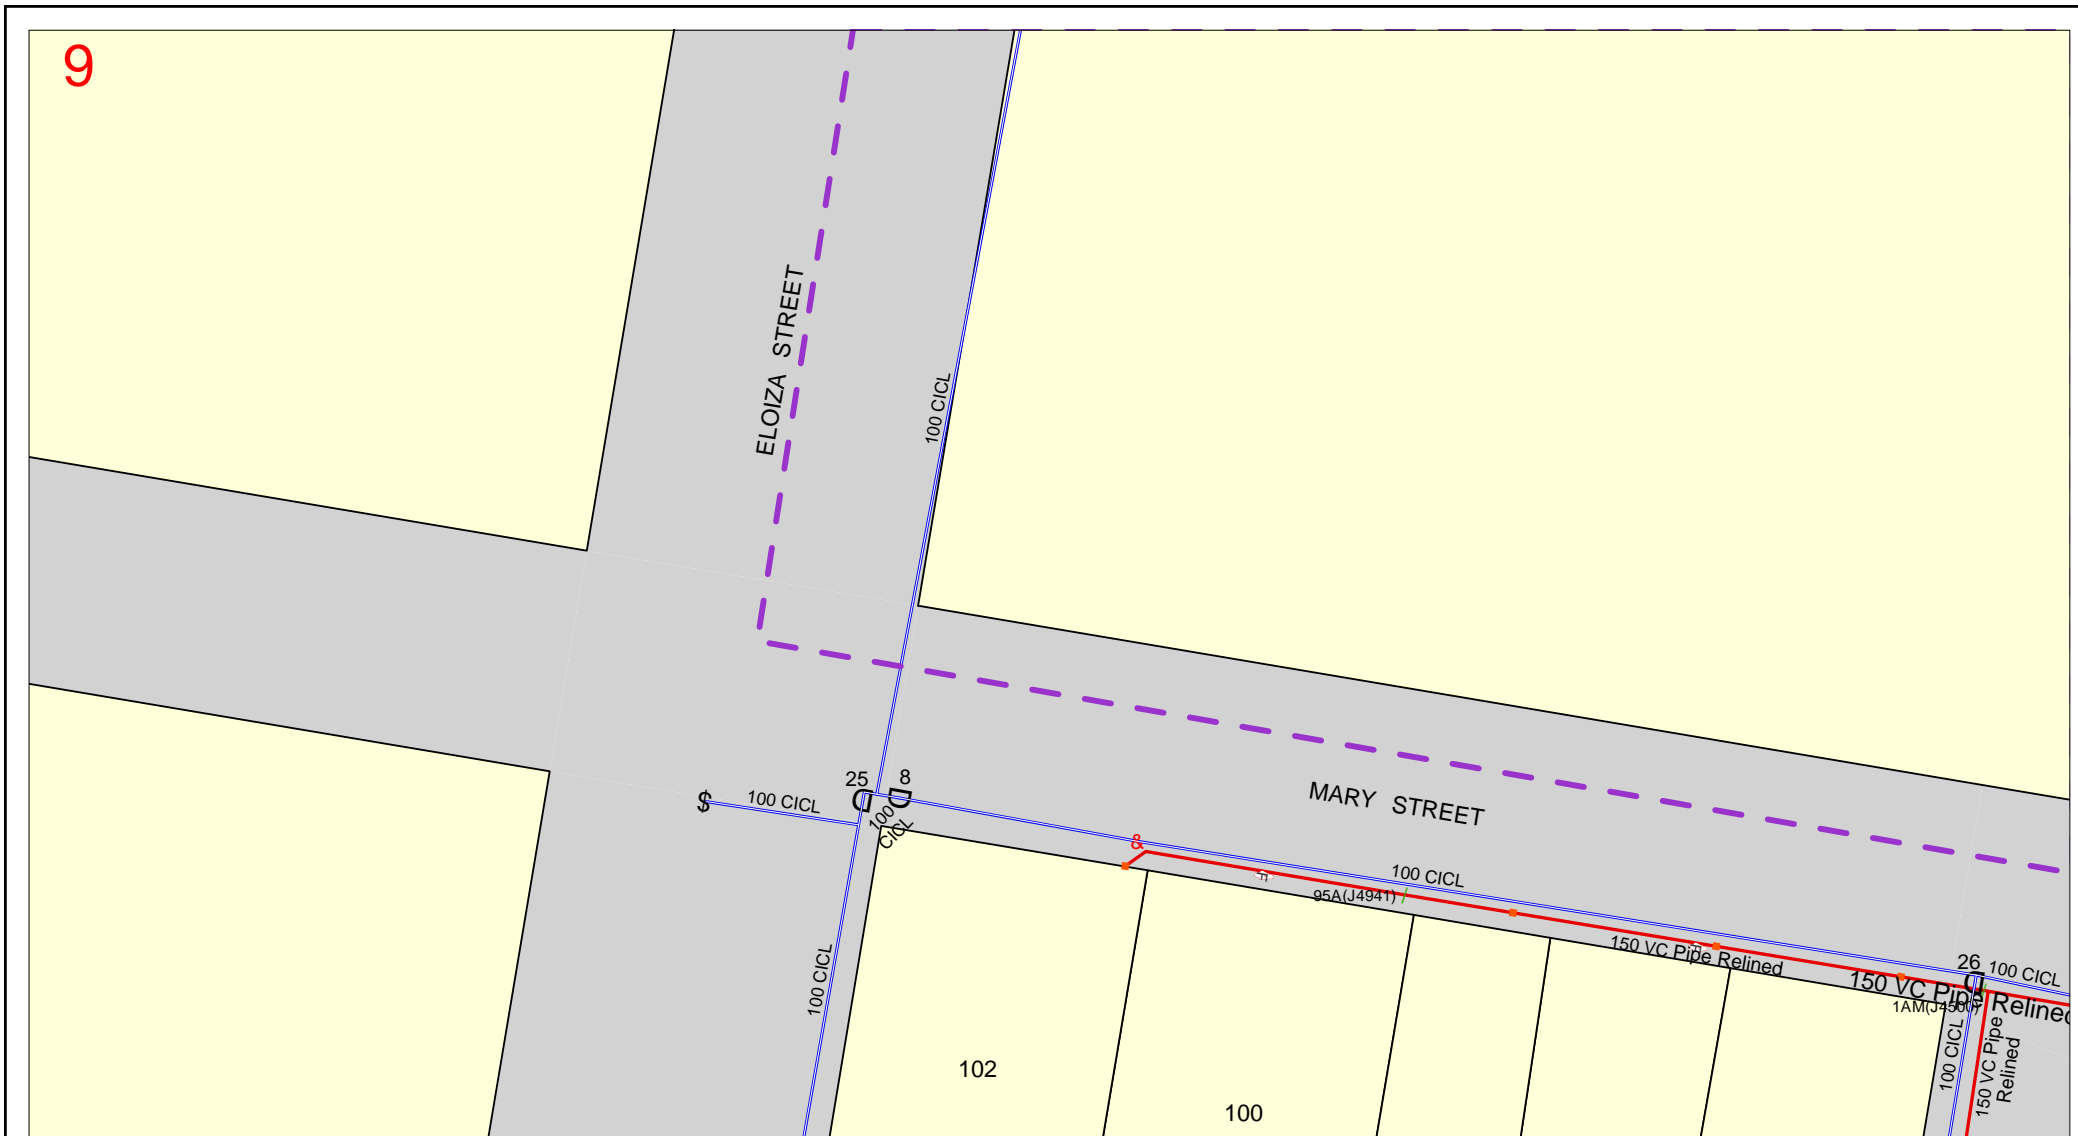 9
ELOIZA STREET
100 CICL
25
8
$
100 CICL
D
D
100
CICL
MARY STREET
&
100 CICL
F
95A(J4941)
F
150 VC Pipe Relined
26
100 CICL
D
150 VC Pipe Relined
1AM(J4500)
100 CICL
100 CICL
150 VC Pipe
Relined
102
100